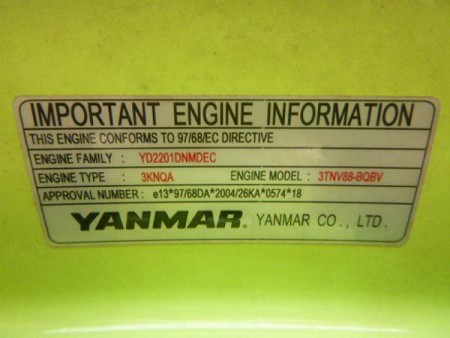 IMPORTANT ENGINE INFORMATION
THIS ENGINE CONFORMS TO 97/68/EC DIRECTIVE
ENGINE FAMILY : YD2201DNMDEC
ENGINE TYPE : 3KNQA ENGINE MODEL : 3TNV88-BQBV
APPROVAL NUMBER : e13*97/68DA*2004/26KA*0574*18
YANMAR. YANMAR CO., LTD.